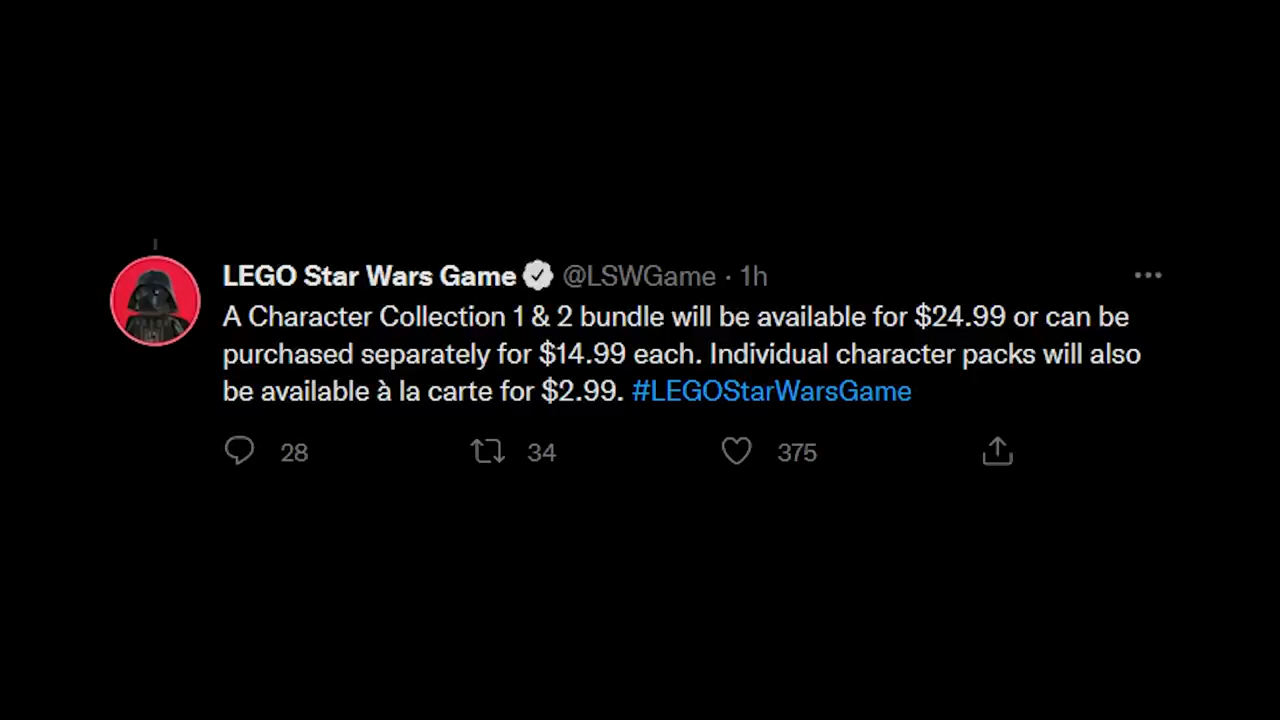 LEGO Star Wars Game @LSWGame · 1h
A Character Collection 1 & 2 bundle will be available for $24.99 or can be
purchased separately for $14.99 each. Individual character packs will also
be available à la carte for $2.99. #LEGOStarWarsGame
28 34 375